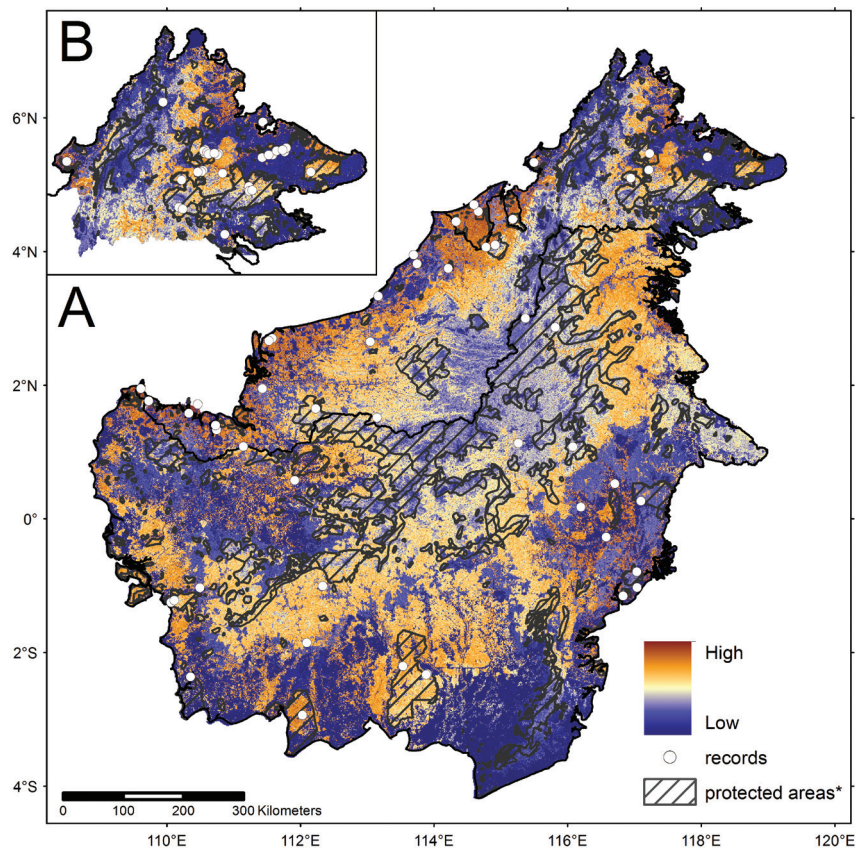 B
6°N
4°N
A
2°N
0°
2°S
4°S
High
Low
records
protected areas*
0 100 200 300 Kilometers
110°E 112°E 114°E 116°E 118°E 120°E